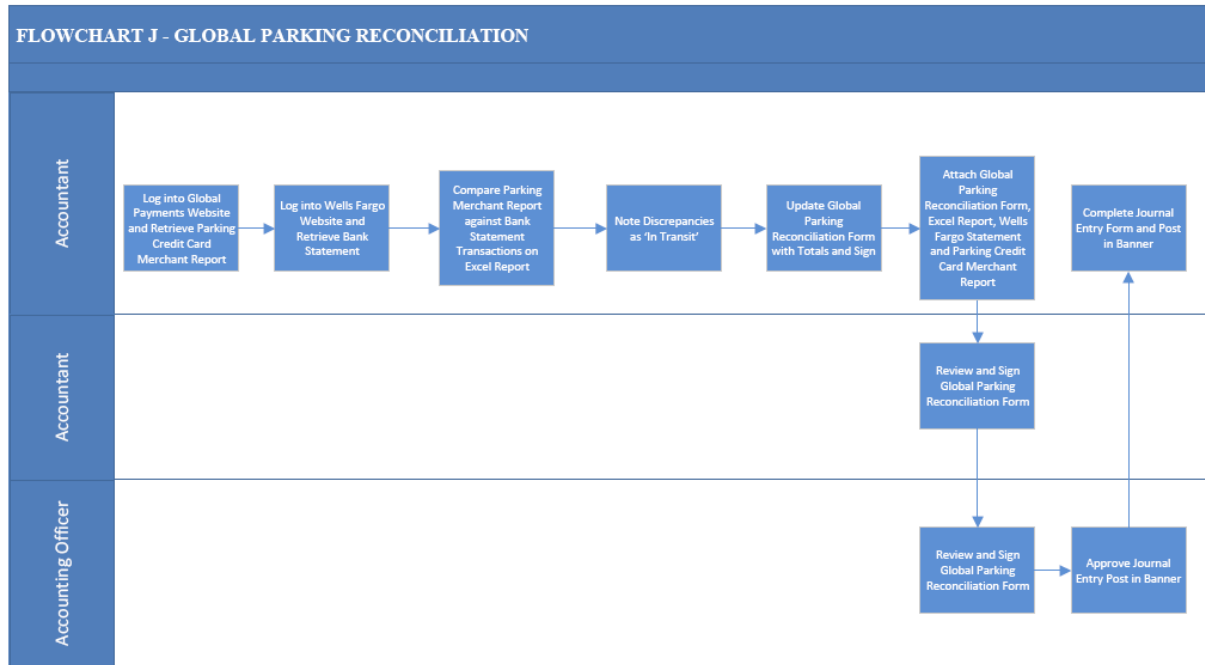 FLOWCHART J - GLOBAL PARKING RECONCILIATION
Accountant
Log into Global
Payments Website
and Retrieve Parking
Credit Card
Merchant Report
Log into Wells Fargo
Website and
Retrieve Bank
Statement
Compare Parking
Merchant Report
against Bank
Statement
Transactions on
Excel Report
Note Discrepancies
as ‘In Transit’
Update Global
Parking
Reconciliation Form
with Totals and Sign
Attach Global
Parking
Reconciliation Form,
Excel Report, Wells
Fargo Statement
and Parking Credit
Card Merchant
Report
Complete Journal
Entry Form and Post
in Banner
Accountant
Review and Sign
Global Parking
Reconciliation Form
Accounting Officer
Review and Sign
Global Parking
Reconciliation Form
Approve Journal
Entry Post in Banner